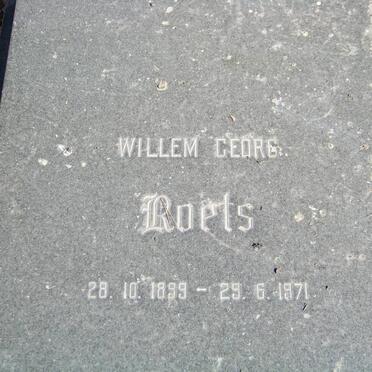 WILLEM GEORG
Roets
28. 10. 1899 – 29. 6. 1971